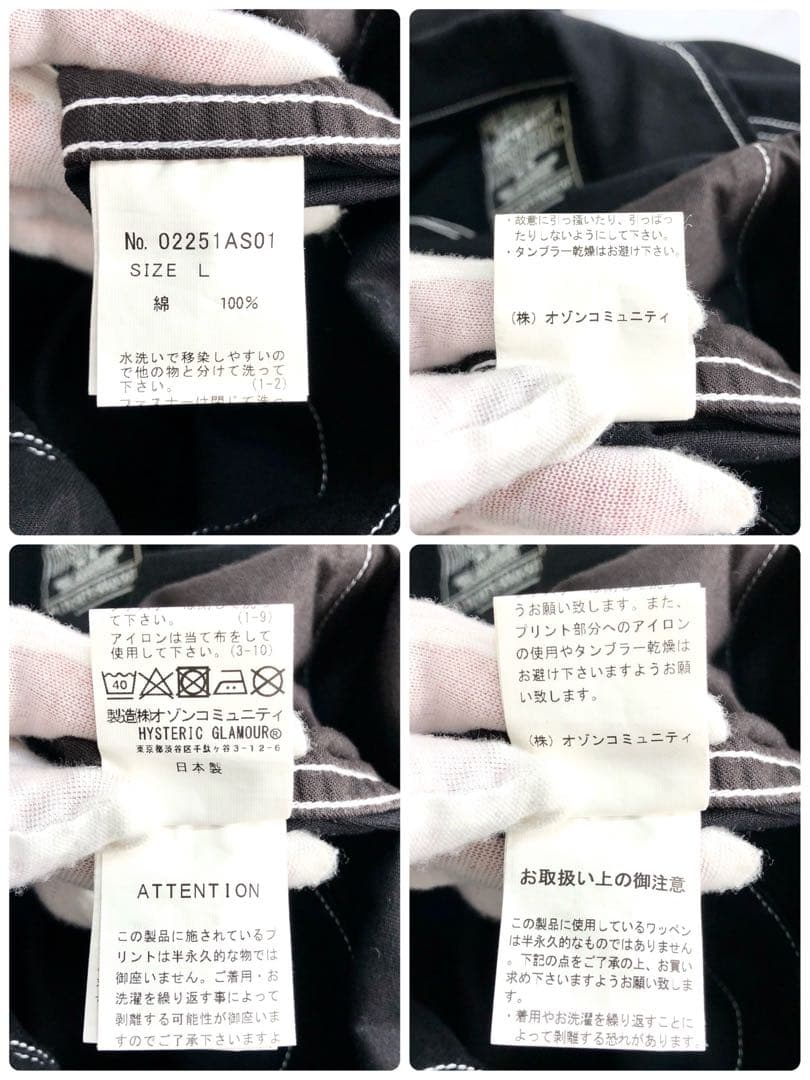 No. 02251AS01
SIZE L
綿 100%
水洗いで移染しやすいの
で他の物と分けて洗って
下さい。 (1-2)
ファスナーは閉じて洗っ
・故意に引っ掻いたり、引っぱっ
たりしないようにして下さい。
・タンブラー乾燥はお避け下さい。
(株) オゾンコミュニティ
て下さい。 (1-9)
アイロンは当て布をして
使用して下さい。(3-10)
40
製造㈱オゾンコミュニティ
HYSTERIC GLAMOUR®
東京都渋谷区千駄ヶ谷3-12-6
日本製
ATTENTION
この製品に施されているプ
リントは半永久的な物では
御座いません。ご着用・お
洗濯を繰り返す事によって
剥離する可能性が御座いま
すのでご了承下さいますよ
うお願い致します。また、
プリント部分へのアイロン
の使用やタンブラー乾燥は
お避け下さいますようお願
い致します。
(株) オゾンコミュニティ
お取扱い上の御注意
この製品に使用しているワッペン
は半永久的なものではありません
。下記の点をご了承の上、お買い
求め下さいますようお願い致しま
す。
・着用やお洗濯を繰り返すことに
よって剥離する恐れがあります。